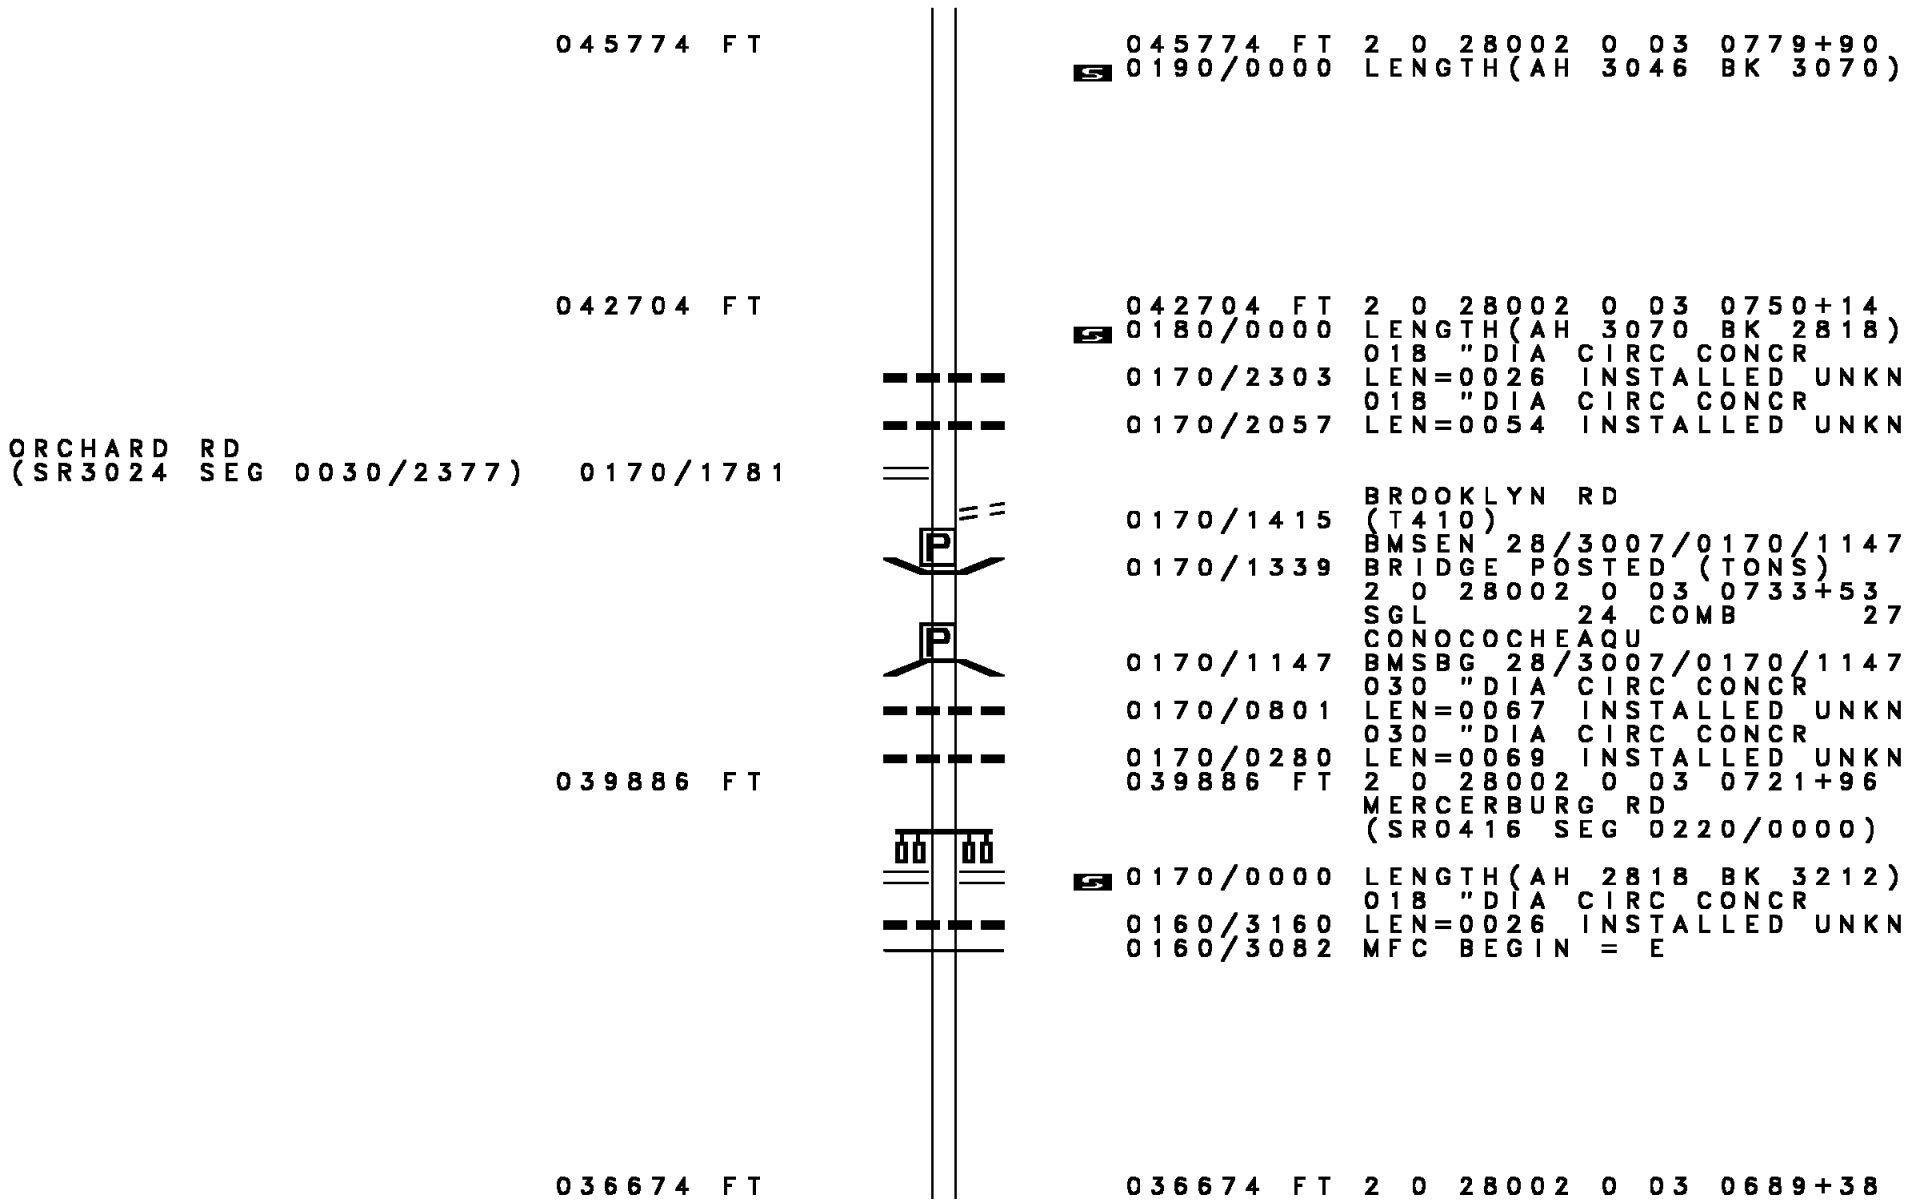 045774 FT 045774 FT 2 0 28002 0 03 0779+90
S 0190/0000 LENGTH(AH 3046 BK 3070)
042704 FT 042704 FT 2 0 28002 0 03 0750+14
S 0180/0000 LENGTH(AH 3070 BK 2818)
018 "DIA CIRC CONCR
0170/2303 LEN=0026 INSTALLED UNKN
018 "DIA CIRC CONCR
0170/2057 LEN=0054 INSTALLED UNKN
ORCHARD RD
(SR3024 SEG 0030/2377) 0170/1781
BROOKLYN RD
0170/1415 (T410)
P BMSEN 28/3007/0170/1147
0170/1339 BRIDGE POSTED (TONS)
2 0 28002 0 03 0733+53
SGL 24 COMB 27
P CONOCOCHEAQU
0170/1147 BMSBG 28/3007/0170/1147
030 "DIA CIRC CONCR
0170/0801 LEN=0067 INSTALLED UNKN
030 "DIA CIRC CONCR
0170/0280 LEN=0069 INSTALLED UNKN
039886 FT 039886 FT 2 0 28002 0 03 0721+96
MERCERBURG RD
(SR0416 SEG 0220/0000)
S 0170/0000 LENGTH(AH 2818 BK 3212)
018 "DIA CIRC CONCR
0160/3160 LEN=0026 INSTALLED UNKN
0160/3082 MFC BEGIN = E
036674 FT 036674 FT 2 0 28002 0 03 0689+38